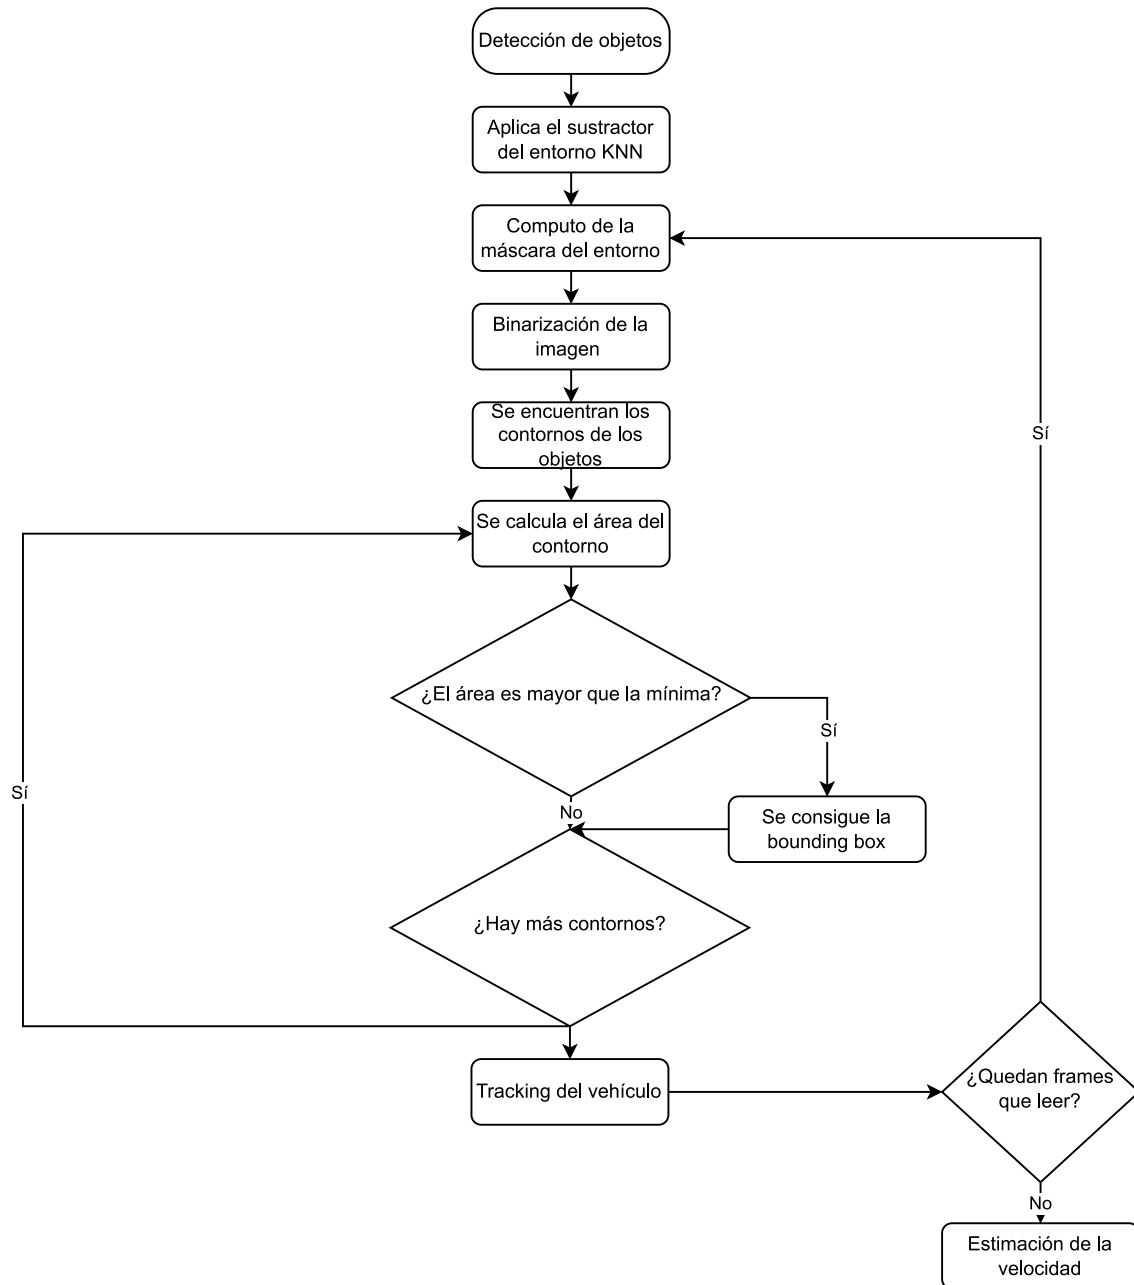 Detección de objetos
Aplica el sustractor
del entorno KNN
Computo de la
máscara del entorno
Binarización de la
imagen
Se encuentran los
contornos de los
objetos
Sí
Se calcula el área del
contorno
¿El área es mayor que la mínima?
Sí
Sí
No
Se consigue la
bounding box
¿Hay más contornos?
Tracking del vehículo
¿Quedan frames
que leer?
No
Estimación de la
velocidad